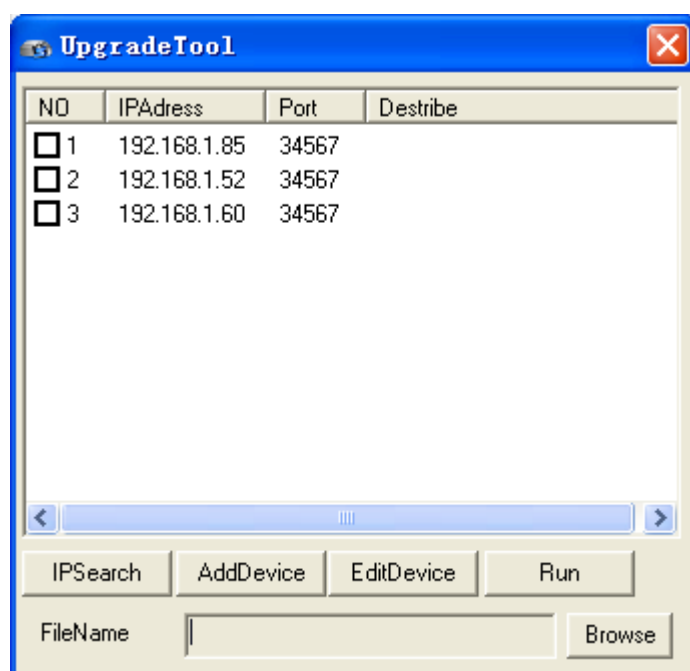 UpgradeTool
NO IPAdress Port Destribe
1 192.168.1.85 34567
2 192.168.1.52 34567
3 192.168.1.60 34567
IPSearch AddDevice EditDevice Run
FileName Browse